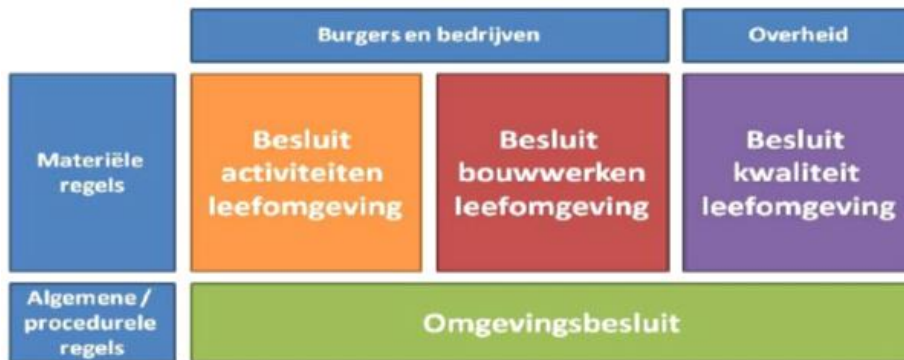 Burgers en bedrijven
Overheid
Materiële
regels
Besluit
activiteiten
leefomgeving
Besluit
bouwwerken
leefomgeving
Besluit
kwaliteit
leefomgeving
Algemene /
procedurele
regels
Omgevingsbesluit